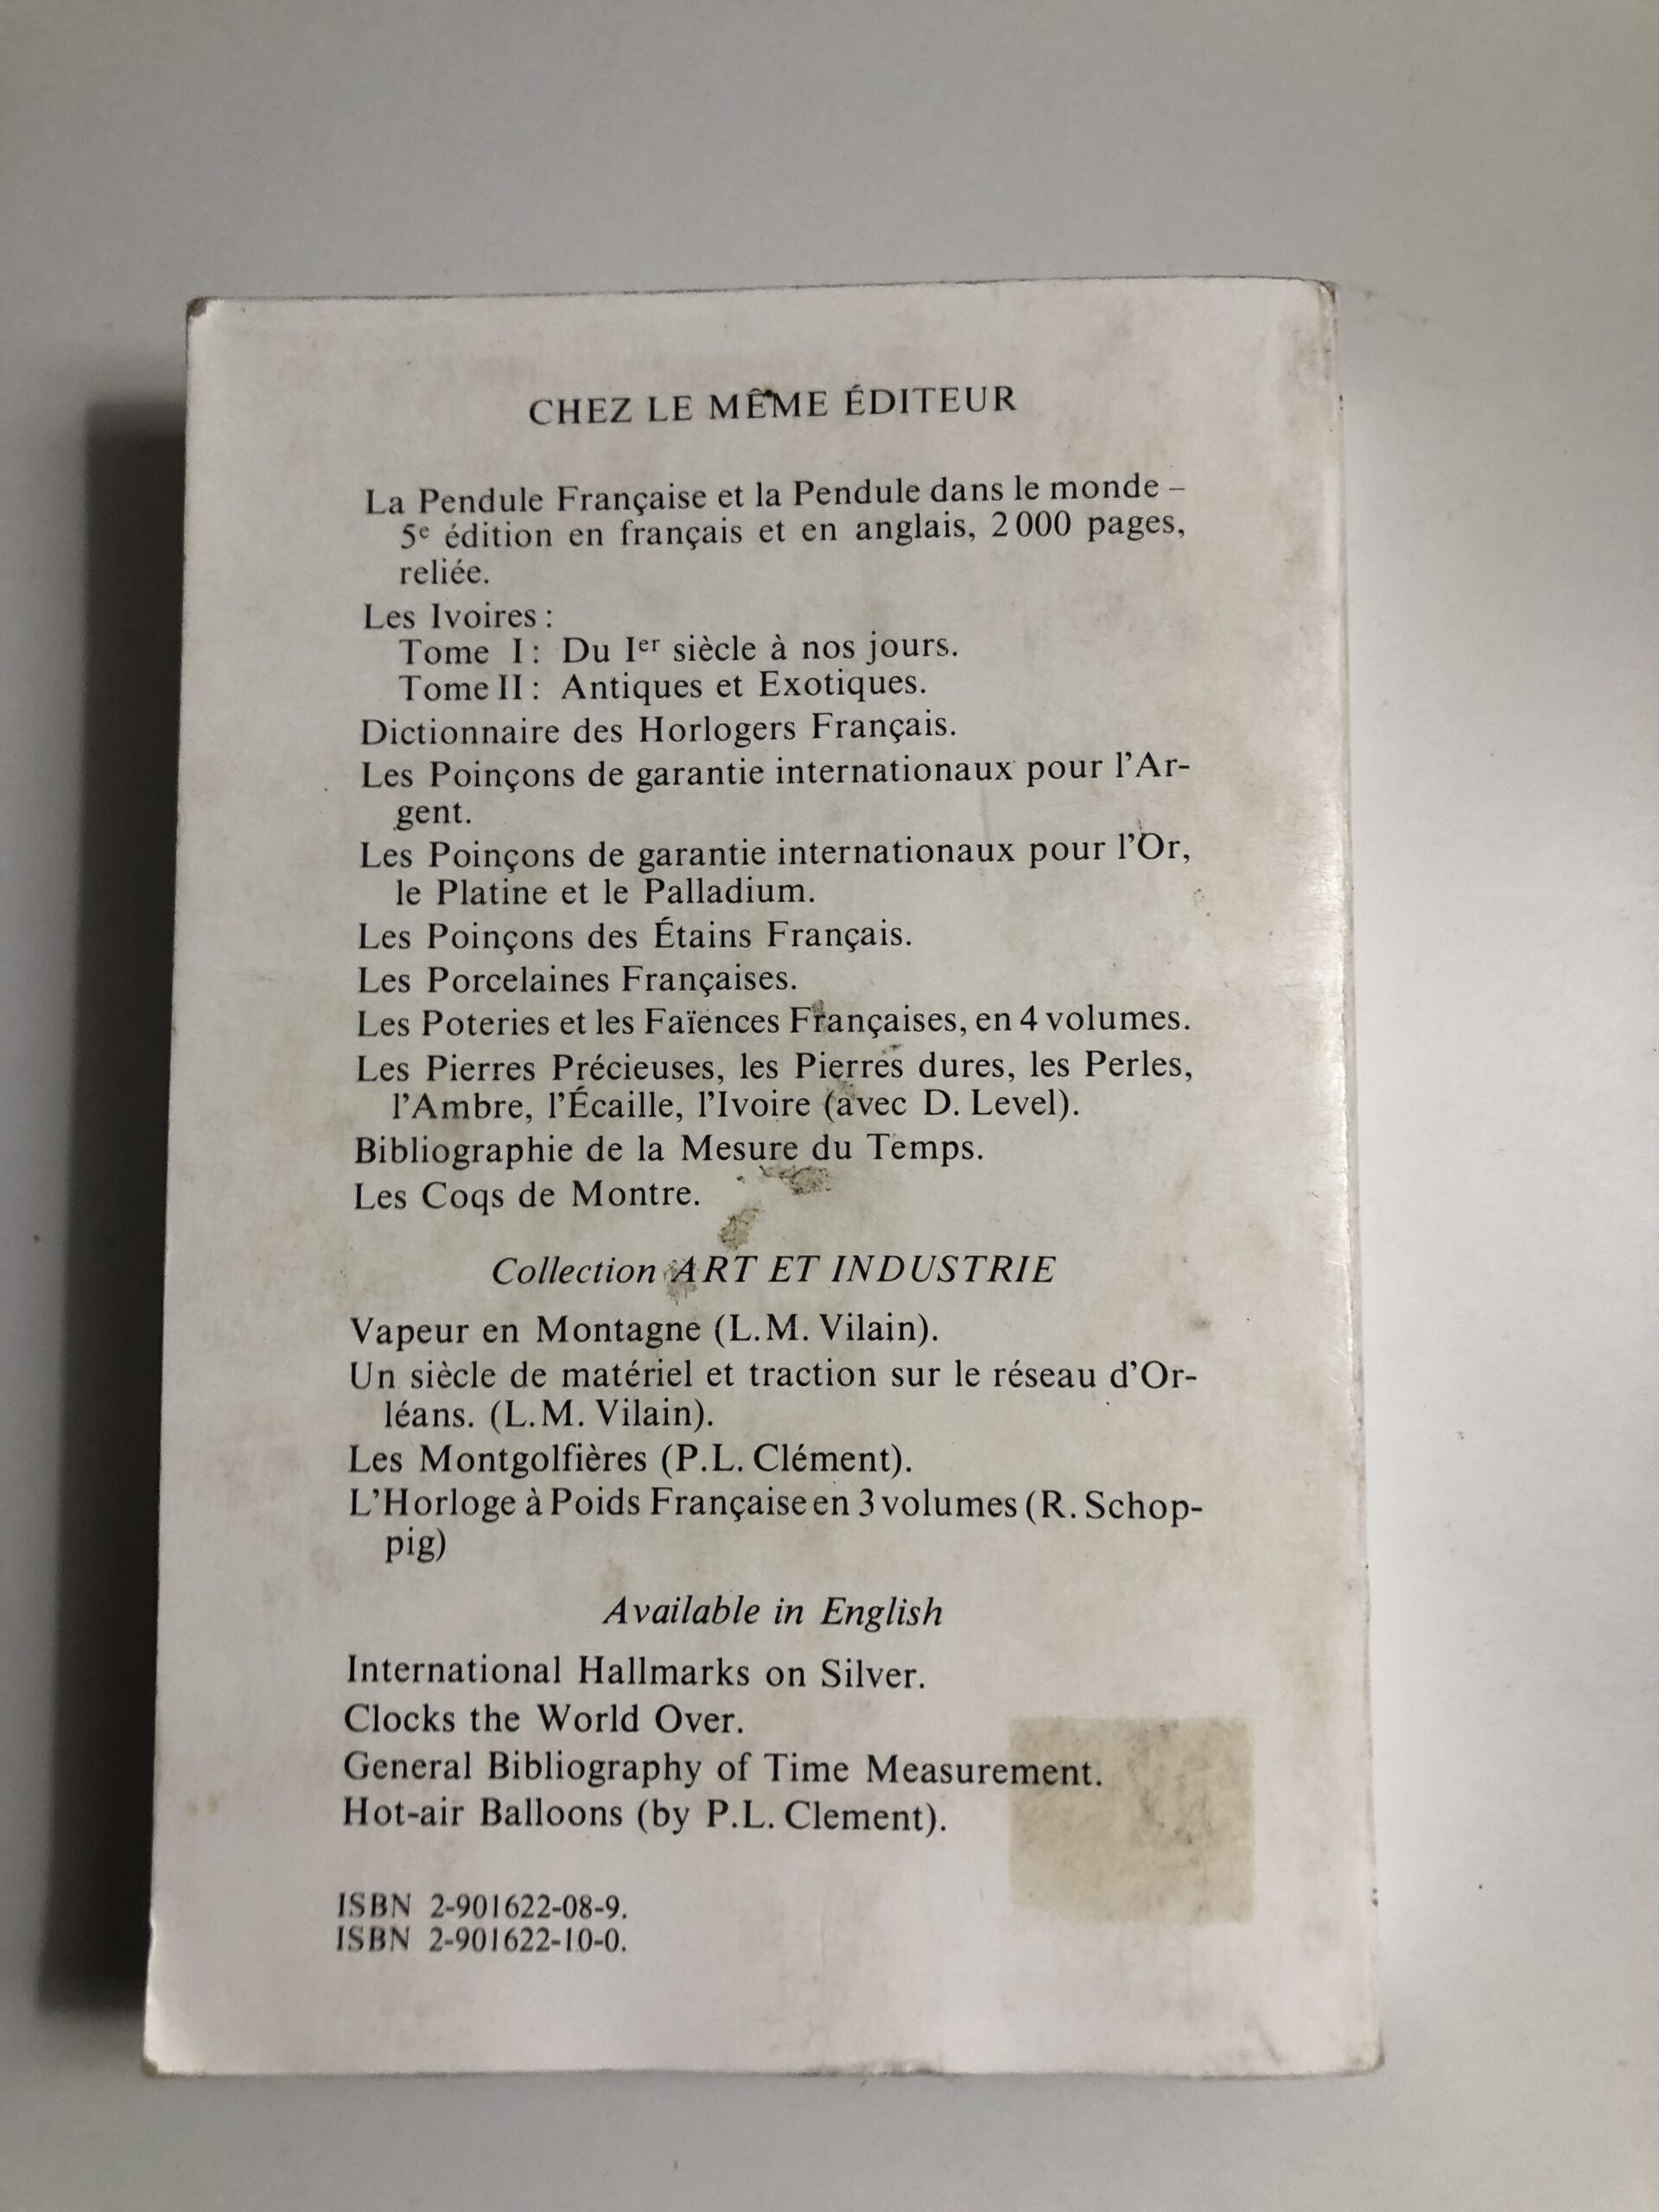 CHEZ LE MÊME ÉDITEUR
La Pendule Française et la Pendule dans le monde –
5e édition en français et en anglais, 2 000 pages,
reliée.
Les Ivoires :
Tome I : Du Ier siècle à nos jours.
Tome II : Antiques et Exotiques.
Dictionnaire des Horlogers Français.
Les Poinçons de garantie internationaux pour l'Ar-
gent.
Les Poinçons de garantie internationaux pour l'Or,
le Platine et le Palladium.
Les Poinçons des Étains Français.
Les Porcelaines Françaises.
Les Poteries et les Faïences Françaises, en 4 volumes.
Les Pierres Précieuses, les Pierres dures, les Perles,
l'Ambre, l'Écaille, l'Ivoire (avec D. Level).
Bibliographie de la Mesure du Temps.
Les Coqs de Montre.
Collection ART ET INDUSTRIE
Vapeur en Montagne (L.M. Vilain).
Un siècle de matériel et traction sur le réseau d'Or-
léans. (L.M. Vilain).
Les Montgolfières (P.L. Clément).
L'Horloge à Poids Française en 3 volumes (R. Schop-
pig)
Available in English
International Hallmarks on Silver.
Clocks the World Over.
General Bibliography of Time Measurement.
Hot-air Balloons (by P.L. Clement).
ISBN 2-901622-08-9.
ISBN 2-901622-10-0.